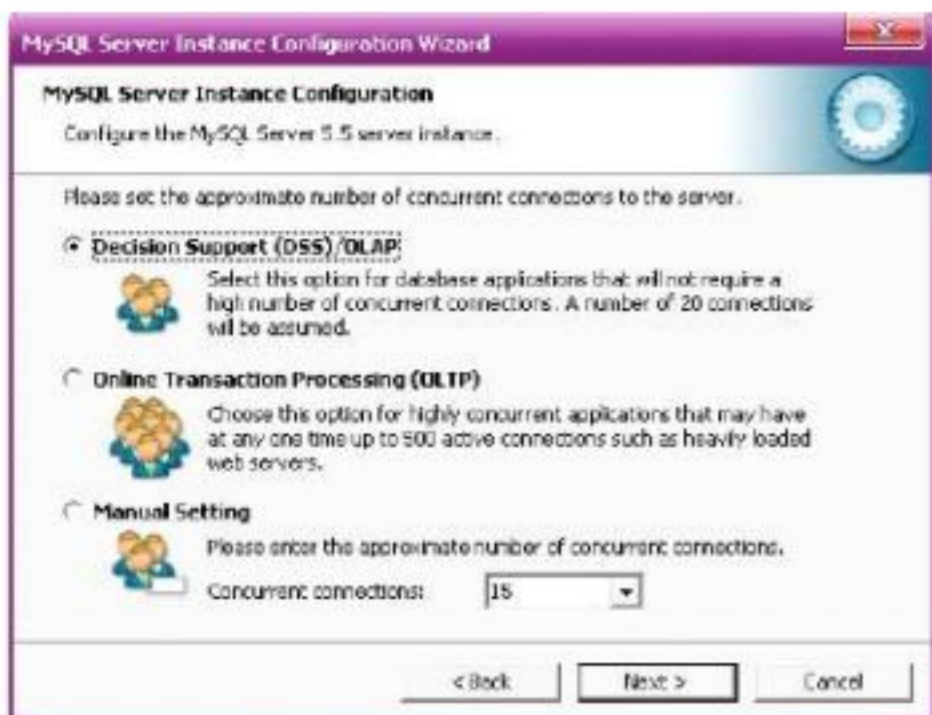 MySQL Server Instance Configuration Wizard
MySQL Server Instance Configuration
Configure the MySQL Server 5.5 server instance.
Please set the approximate number of concurrent connections to the server.
Decision Support (DSS)/OLAP
Select this option for database applications that will not require a
high number of concurrent connections. A number of 20 connections
will be assumed.
Online Transaction Processing (OLTP)
Choose this option for highly concurrent applications that may have
at any one time up to 500 active connections such as heavily loaded
web servers.
Manual Setting
Please enter the approximate number of concurrent connections.
Concurrent connections: 15
< Back Next > Cancel